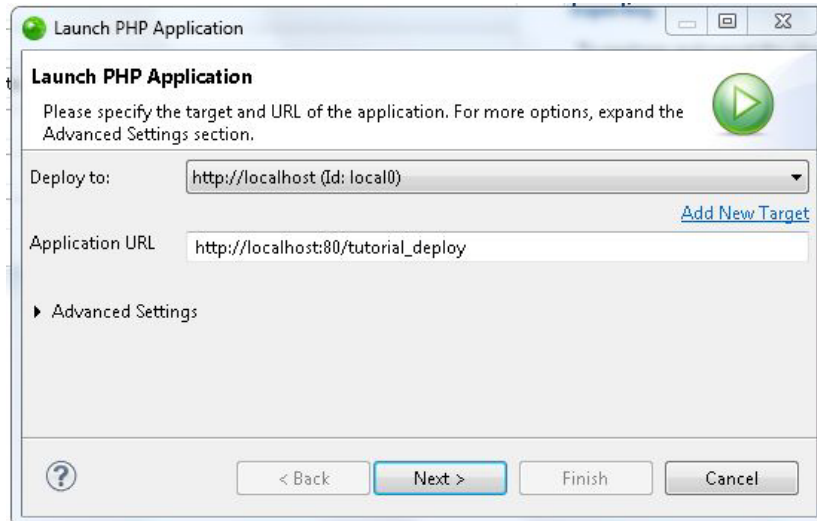 Launch PHP Application
Launch PHP Application
Please specify the target and URL of the application. For more options, expand the
Advanced Settings section.
Deploy to:
http://localhost (Id: local0)
Add New Target
Application URL
http://localhost:80/tutorial_deploy
Advanced Settings
?
< Back
Next >
Finish
Cancel